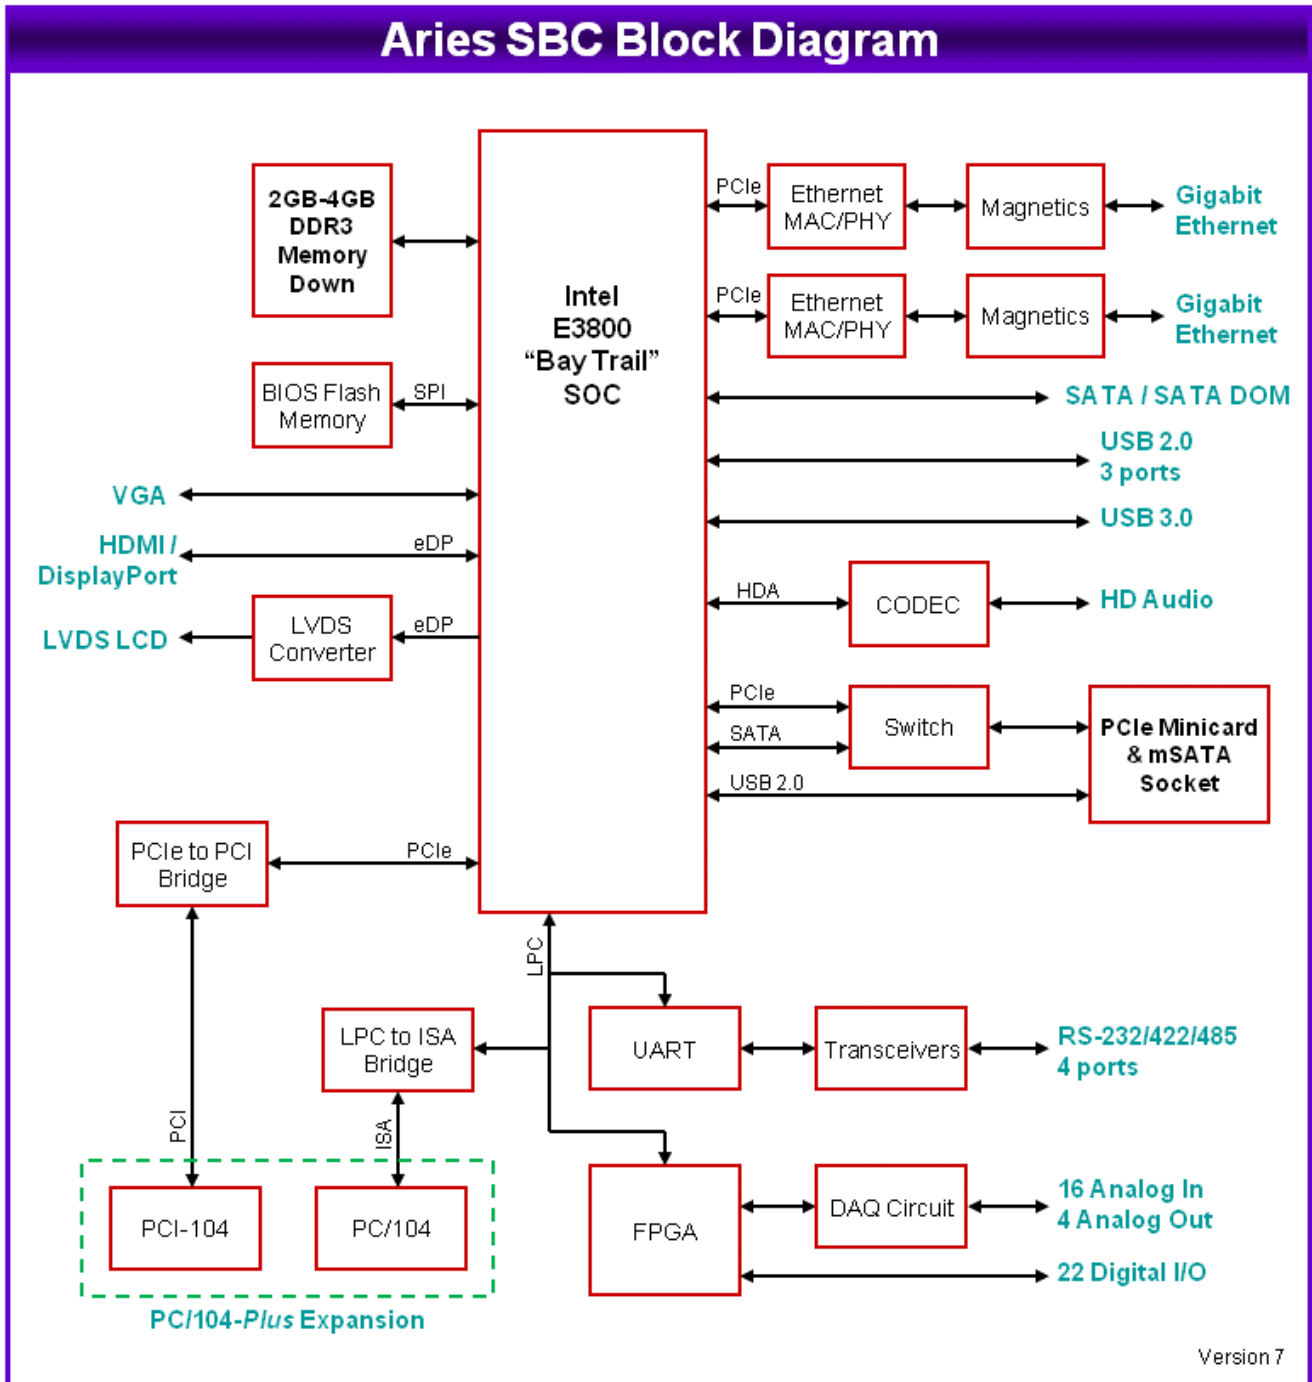 Aries SBC Block Diagram
2GB-4GB
DDR3
Memory
Down
Intel
E3800
“Bay Trail”
SOC
PCIe
Ethernet
MAC/PHY
Magnetics
Gigabit
Ethernet
PCIe
Ethernet
MAC/PHY
Magnetics
Gigabit
Ethernet
BIOS Flash
Memory
SPI
SATA / SATA DOM
USB 2.0
3 ports
VGA
USB 3.0
HDMI /
DisplayPort
eDP
HDA
CODEC
HD Audio
LVDS LCD
LVDS
Converter
eDP
PCIe
SATA
Switch
USB 2.0
PCIe Minicard
& mSATA
Socket
PCIe to PCI
Bridge
PCIe
LPC
LPC to ISA
Bridge
UART
Transceivers
RS-232/422/485
4 ports
PCI
ISA
PCI-104
PC/104
FPGA
DAQ Circuit
16 Analog In
4 Analog Out
22 Digital I/O
PC/104-Plus Expansion
Version 7